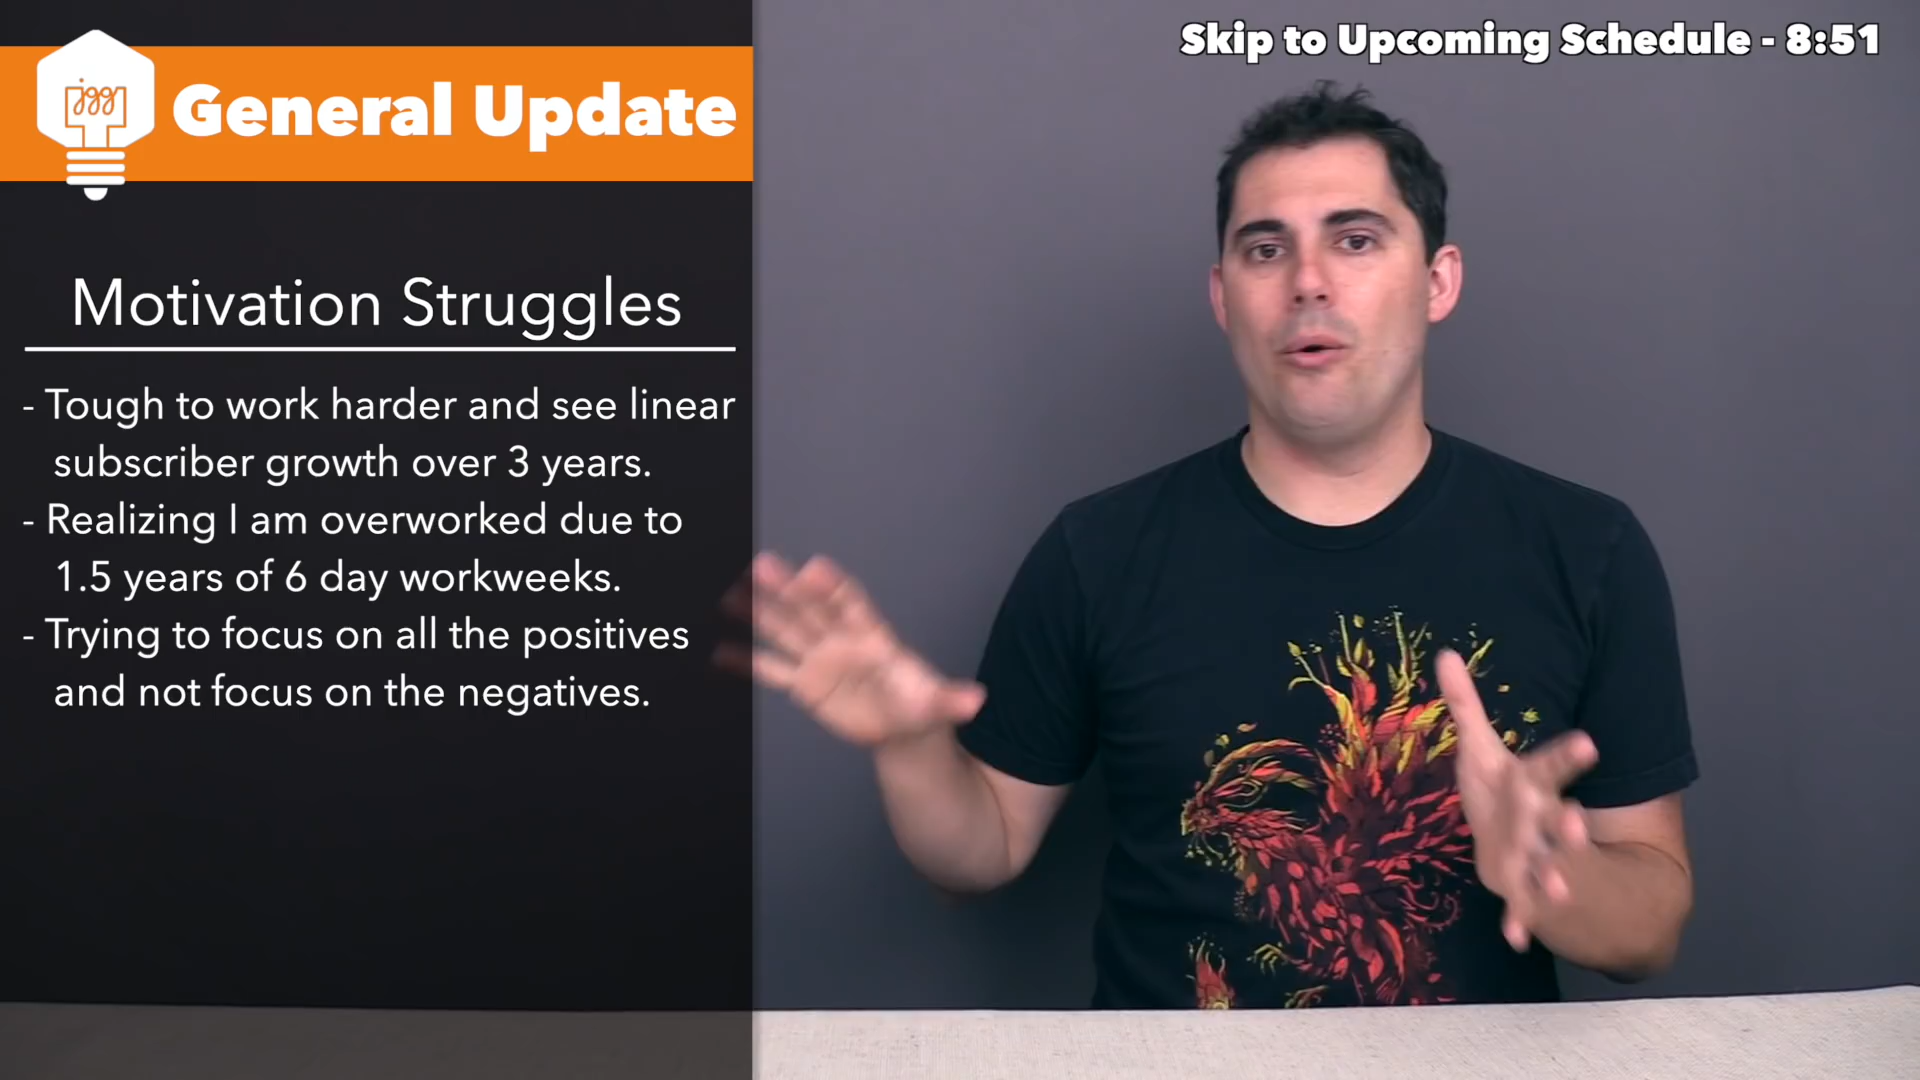 Skip to Upcoming Schedule - 8:51
jggr
General Update
Motivation Struggles
- Tough to work harder and see linear
subscriber growth over 3 years.
- Realizing I am overworked due to
1.5 years of 6 day workweeks.
- Trying to focus on all the positives
and not focus on the negatives.